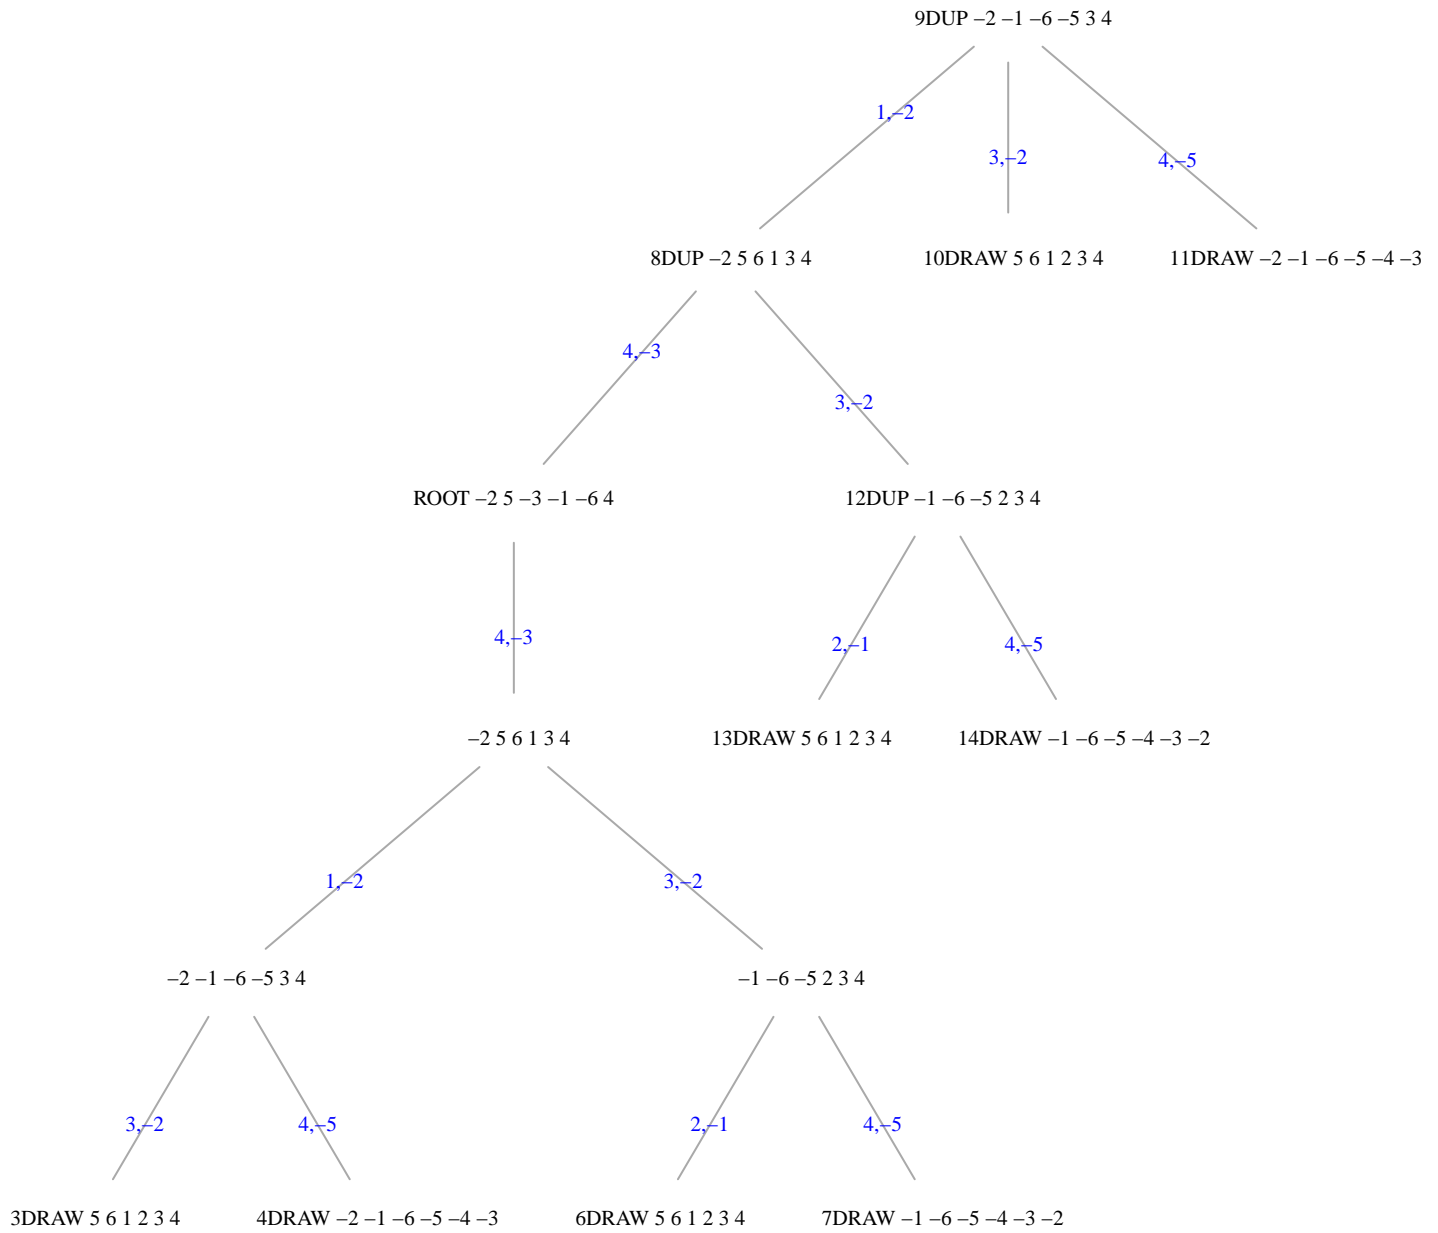 9DUP –2 –1 –6 –5 3 4
1,–2
3,–2
4,–5
8DUP –2 5 6 1 3 4
10DRAW 5 6 1 2 3 4
11DRAW –2 –1 –6 –5 –4 –3
4,–3
3,–2
ROOT –2 5 –3 –1 –6 4
12DUP –1 –6 –5 2 3 4
4,–3
2,–1
4,–5
–2 5 6 1 3 4
13DRAW 5 6 1 2 3 4
14DRAW –1 –6 –5 –4 –3 –2
1,–2
3,–2
–2 –1 –6 –5 3 4
–1 –6 –5 2 3 4
3,–2
4,–5
2,–1
4,–5
3DRAW 5 6 1 2 3 4
4DRAW –2 –1 –6 –5 –4 –3
6DRAW 5 6 1 2 3 4
7DRAW –1 –6 –5 –4 –3 –2